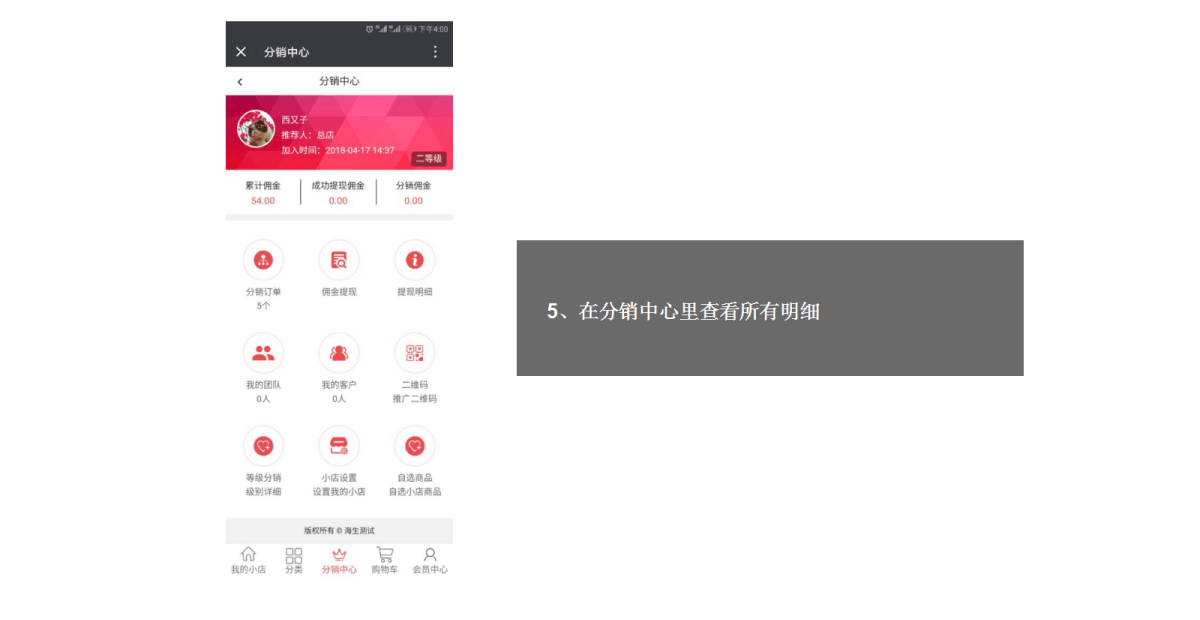 下午4:00
分销中心
分销中心
西又子
推荐人：总店
加入时间：2018-04-17 14:37
二等级
累计佣金 成功提现佣金 分销佣金
54.00 0.00 0.00
分销订单 佣金提现 提现明细
5个
我的团队 我的客户 二维码
0人 0人 推广二维码
等级分销 小店设置 自选商品
级别详细 设置我的小店 自选小店商品
版权所有 © 海生测试
我的小店 分类 分销中心 购物车 会员中心
5、在分销中心里查看所有明细